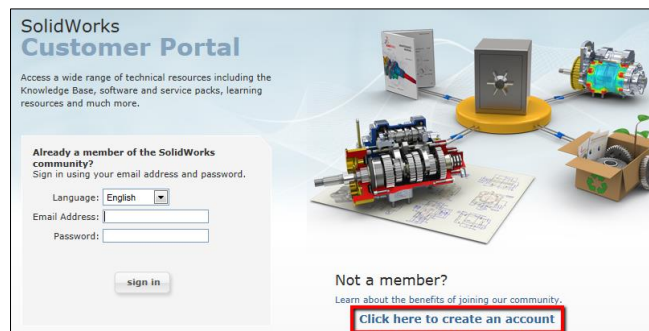 SolidWorks
Customer Portal
Access a wide range of technical resources including the
Knowledge Base, software and service packs, learning
resources and much more.
Already a member of the SolidWorks
community?
Sign in using your email address and password.
Language: English
Email Address:
Password:
sign in
Not a member?
Learn about the benefits of joining our community.
Click here to create an account